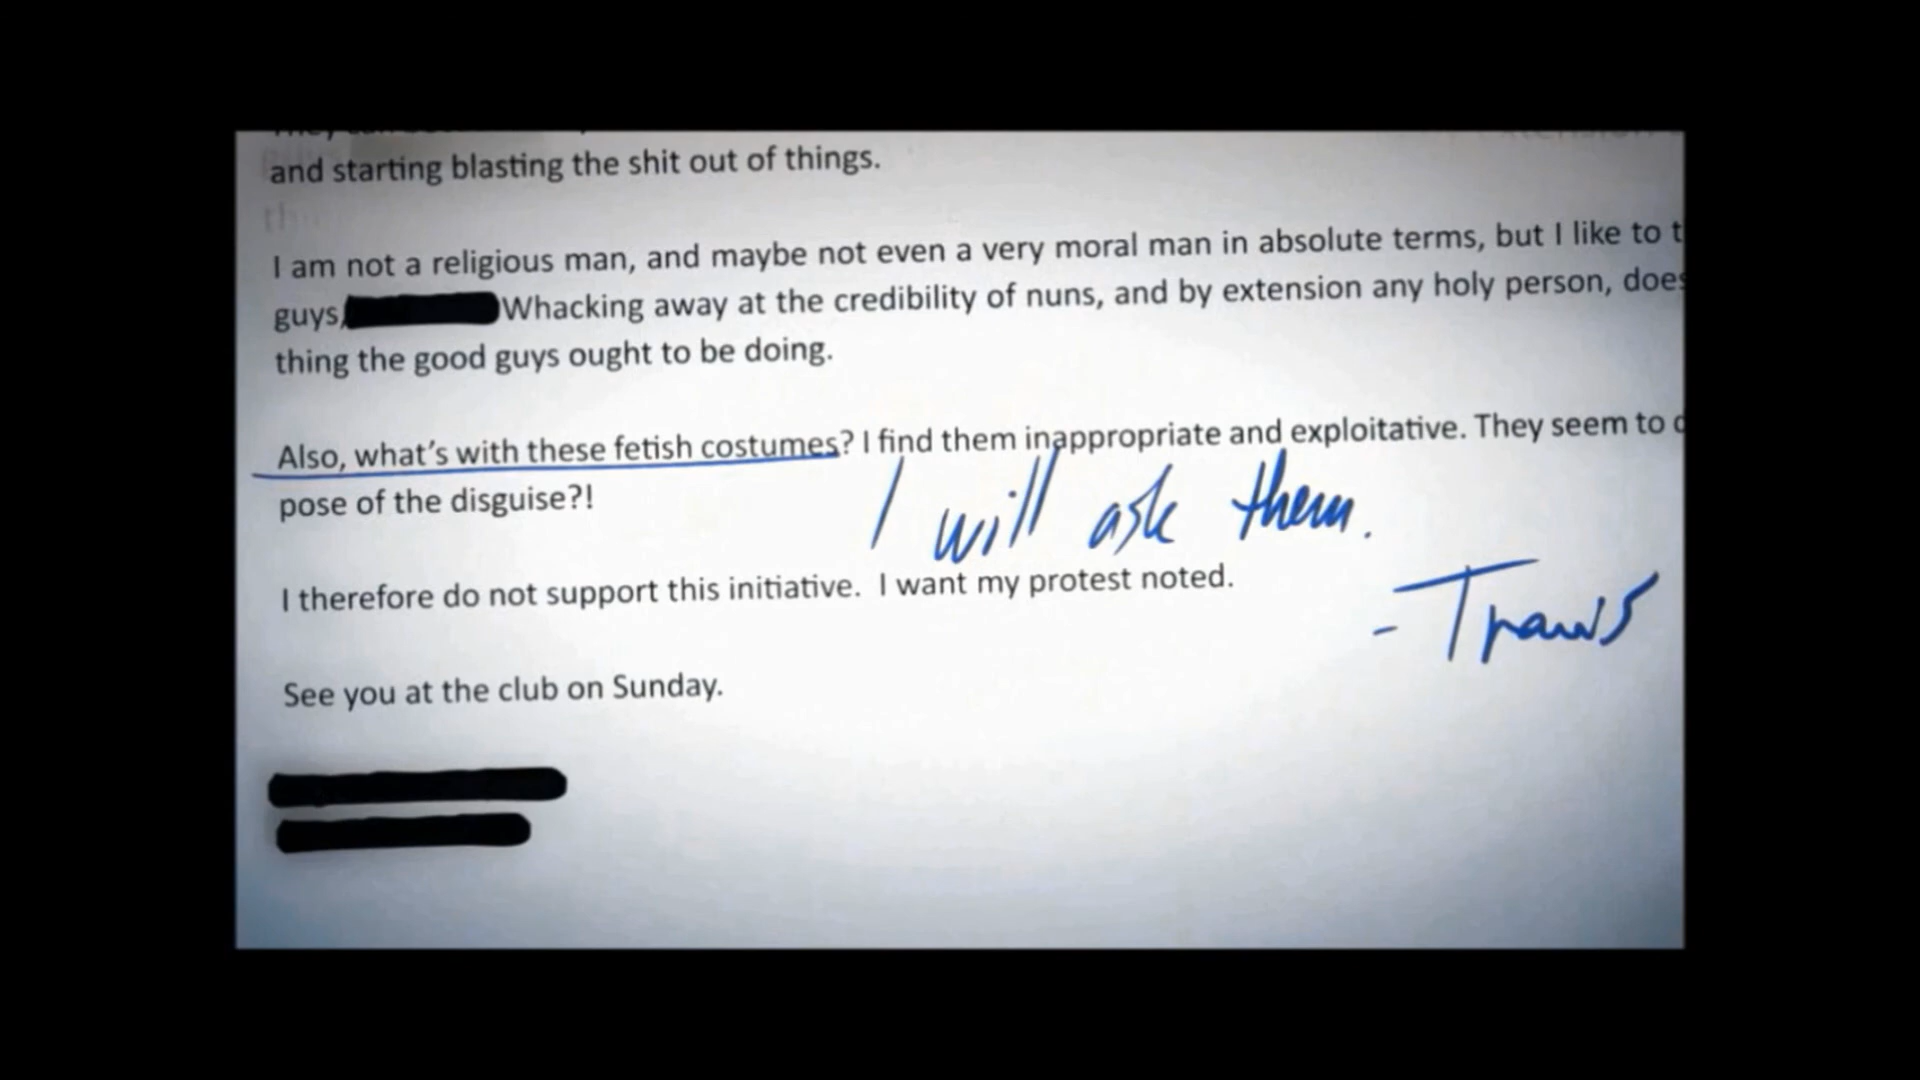 and starting blasting the shit out of things.
I am not a religious man, and maybe not even a very moral man in absolute terms, but I like to t
guys, Whacking away at the credibility of nuns, and by extension any holy person, does
thing the good guys ought to be doing.
Also, what's with these fetish costumes? I find them inappropriate and exploitative. They seem to d
pose of the disguise?!
I will ask them.
I therefore do not support this initiative. I want my protest noted.
- Travis
See you at the club on Sunday.